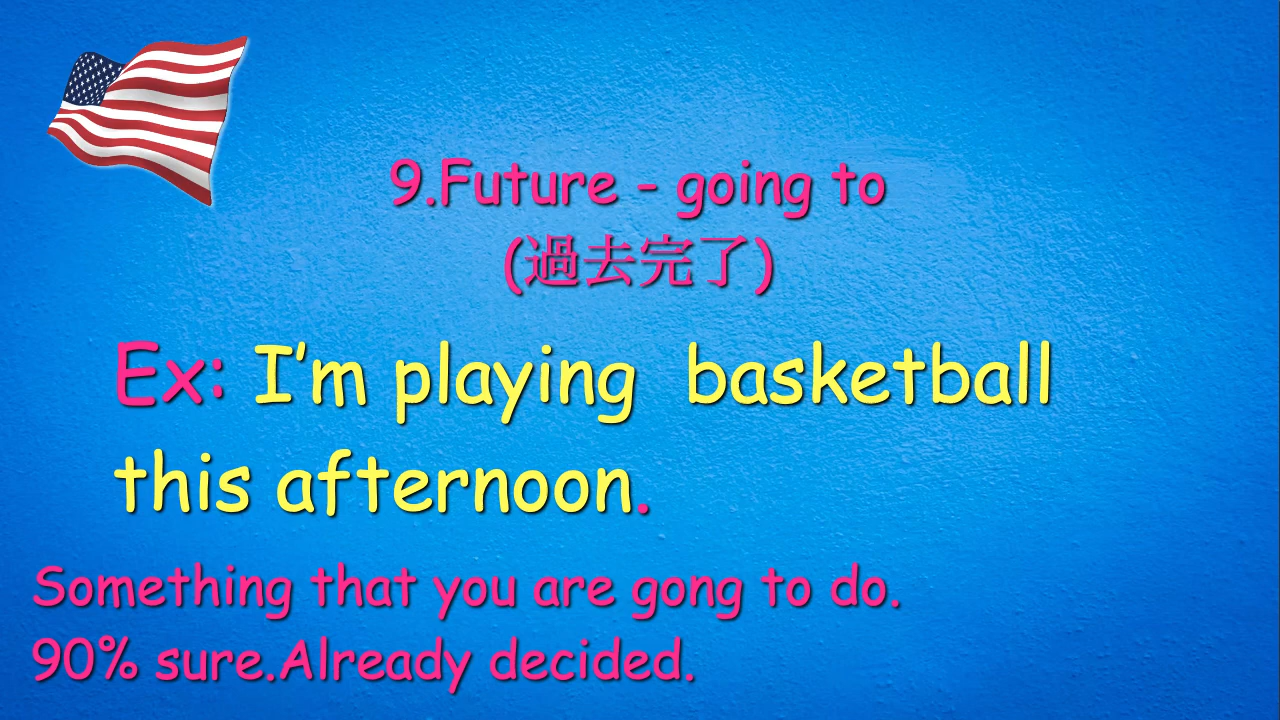 9.Future - going to
(過去完了)
Ex: I’m playing  basketball
this afternoon.
Something that you are gong to do.
90% sure.Already decided.